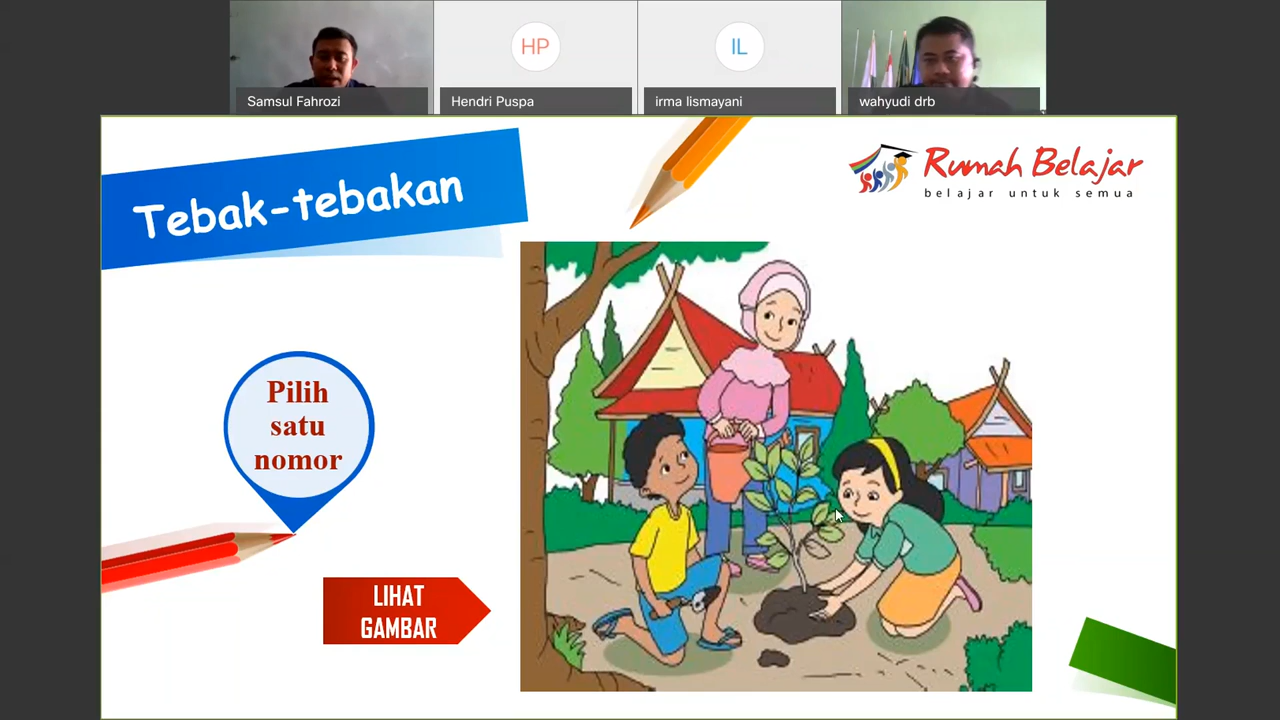 HP
IL
Samsul Fahrozi
Hendri Puspa
irma lismayani
wahyudi drb
Tebak-tebakan
Rumah Belajar
belajar untuk semua
Pilih
satu
nomor
LIHAT
GAMBAR